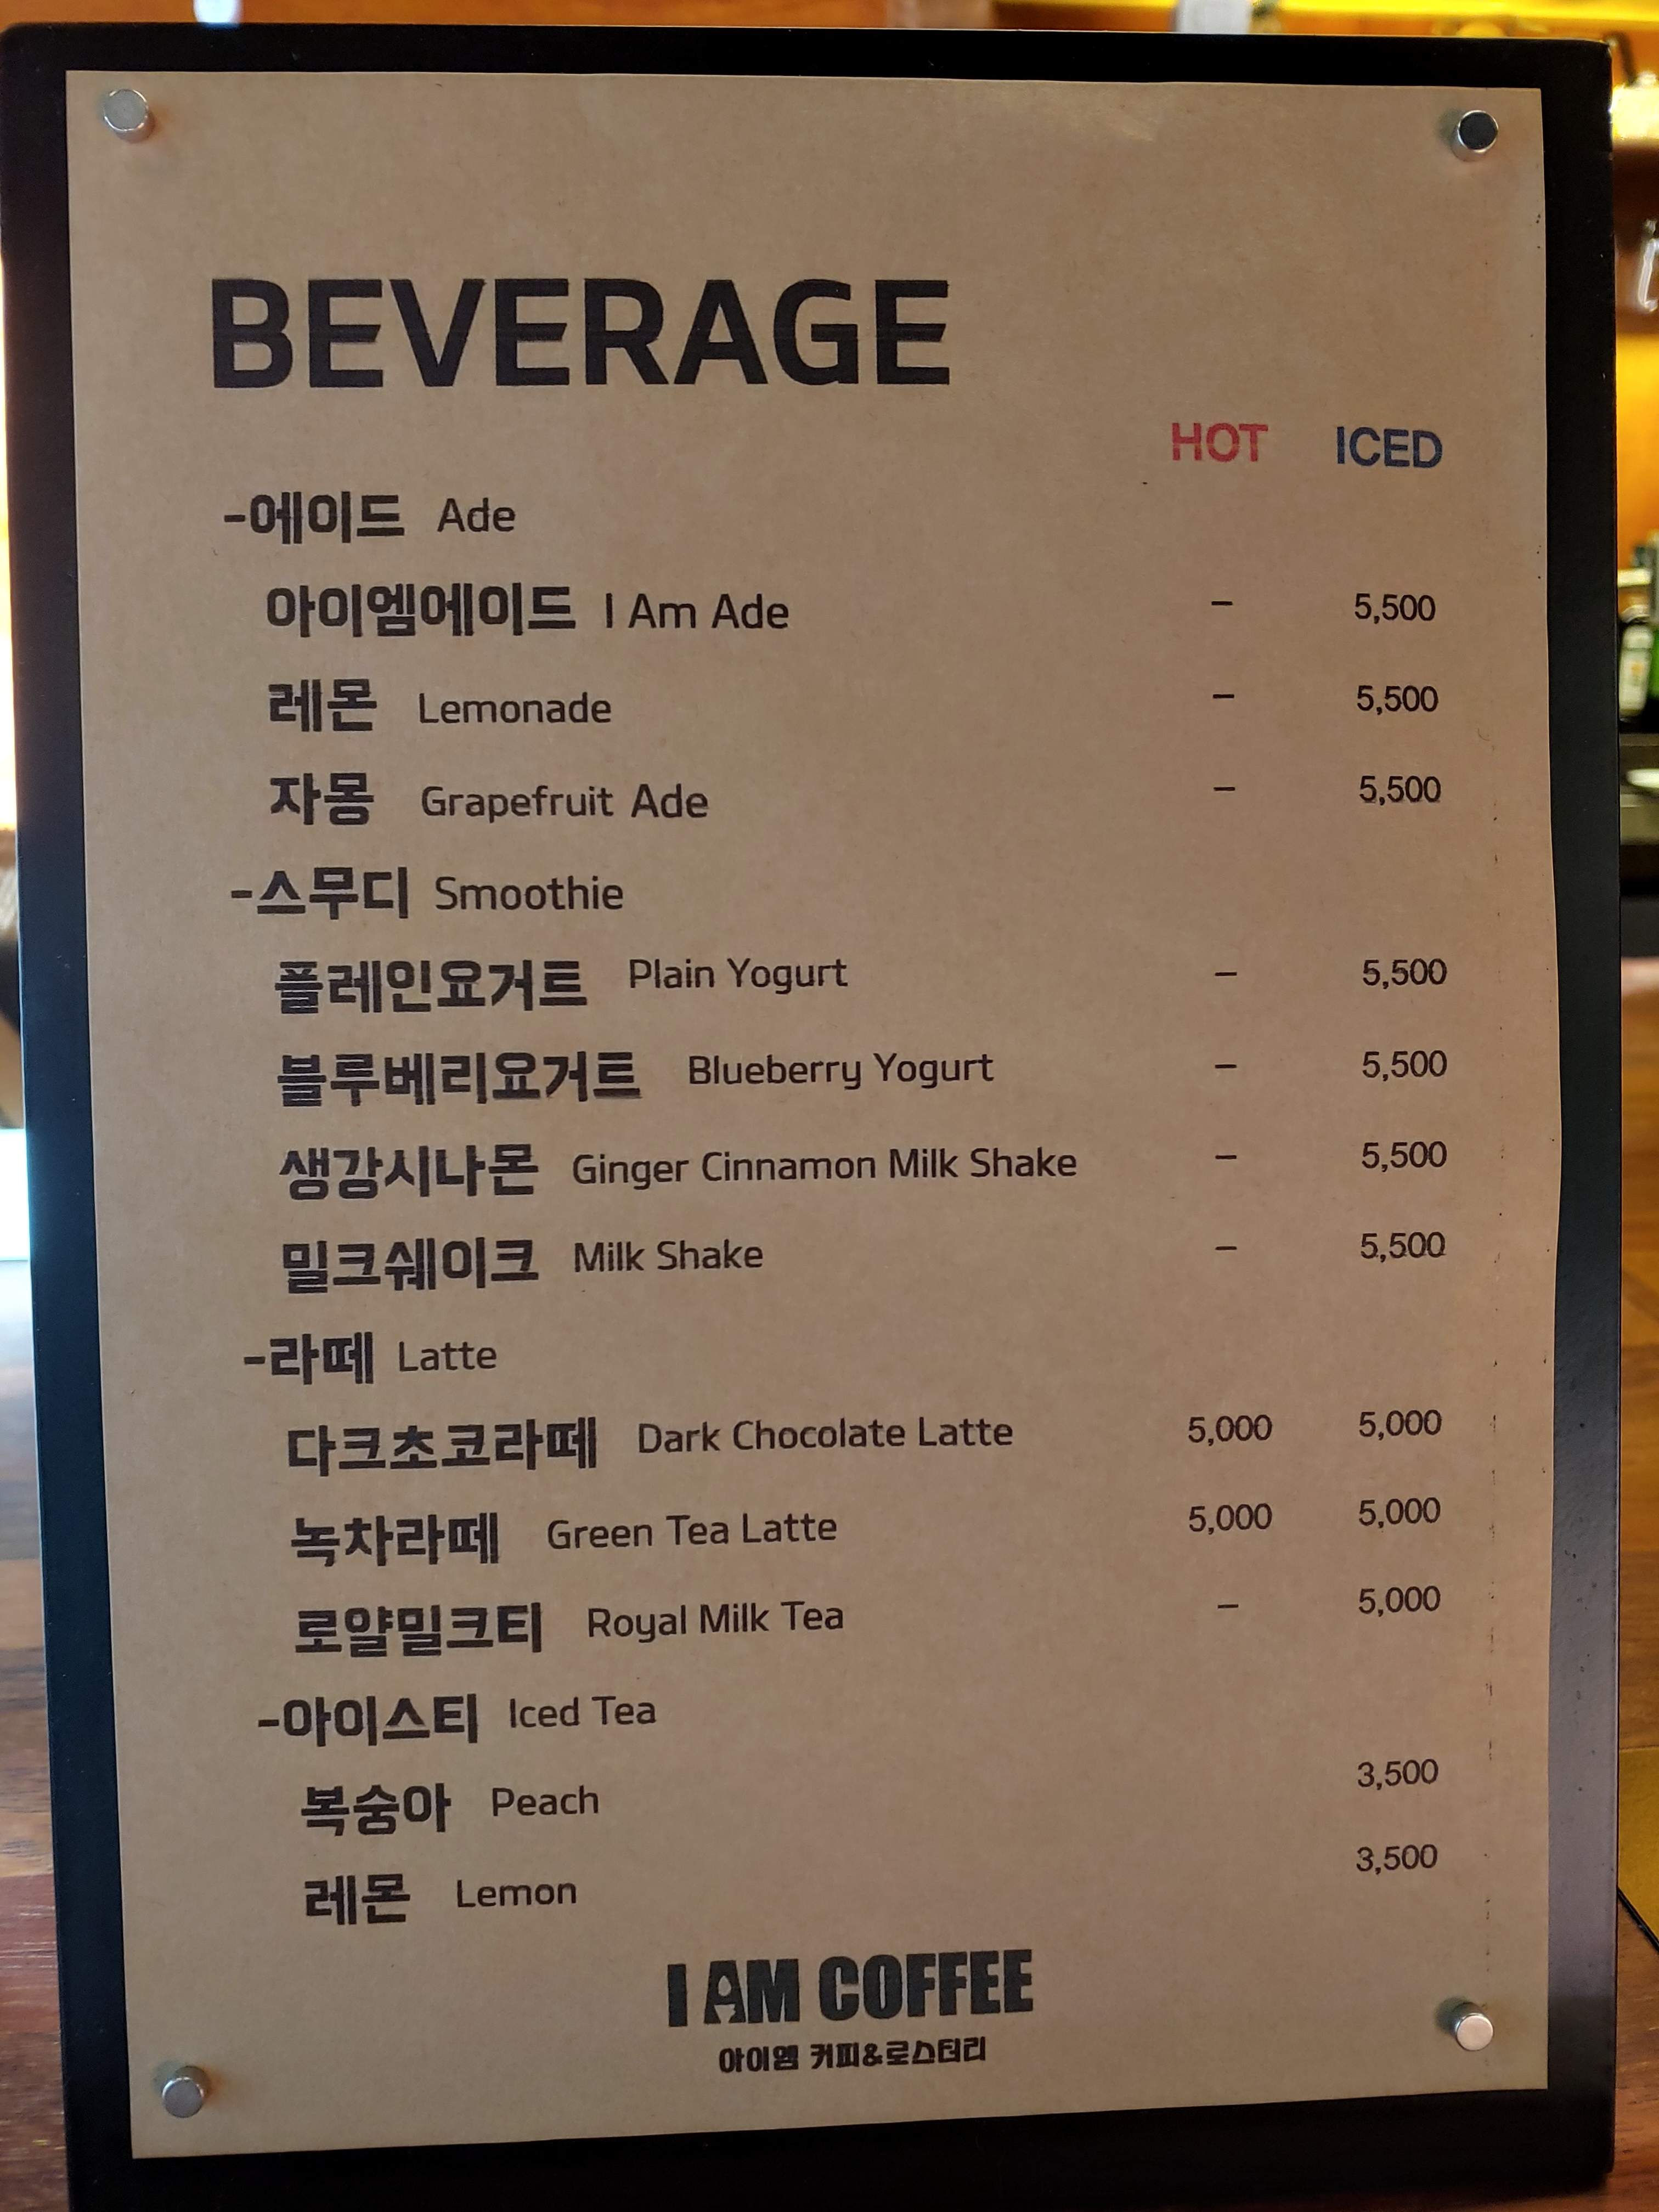 BEVERAGE
HOT ICED
-에이드 Ade
아이엠에이드 I Am Ade - 5,500
레몬 Lemonade - 5,500
자몽 Grapefruit Ade - 5,500
-스무디 Smoothie
플레인요거트 Plain Yogurt - 5,500
블루베리요거트 Blueberry Yogurt - 5,500
생강시나몬 Ginger Cinnamon Milk Shake - 5,500
밀크쉐이크 Milk Shake - 5,500
-라떼 Latte
다크초코라떼 Dark Chocolate Latte 5,000 5,000
녹차라떼 Green Tea Latte 5,000 5,000
로얄밀크티 Royal Milk Tea - 5,000
-아이스티 Iced Tea
복숭아 Peach 3,500
레몬 Lemon 3,500
I AM COFFEE
아이엠 커피&로스터리